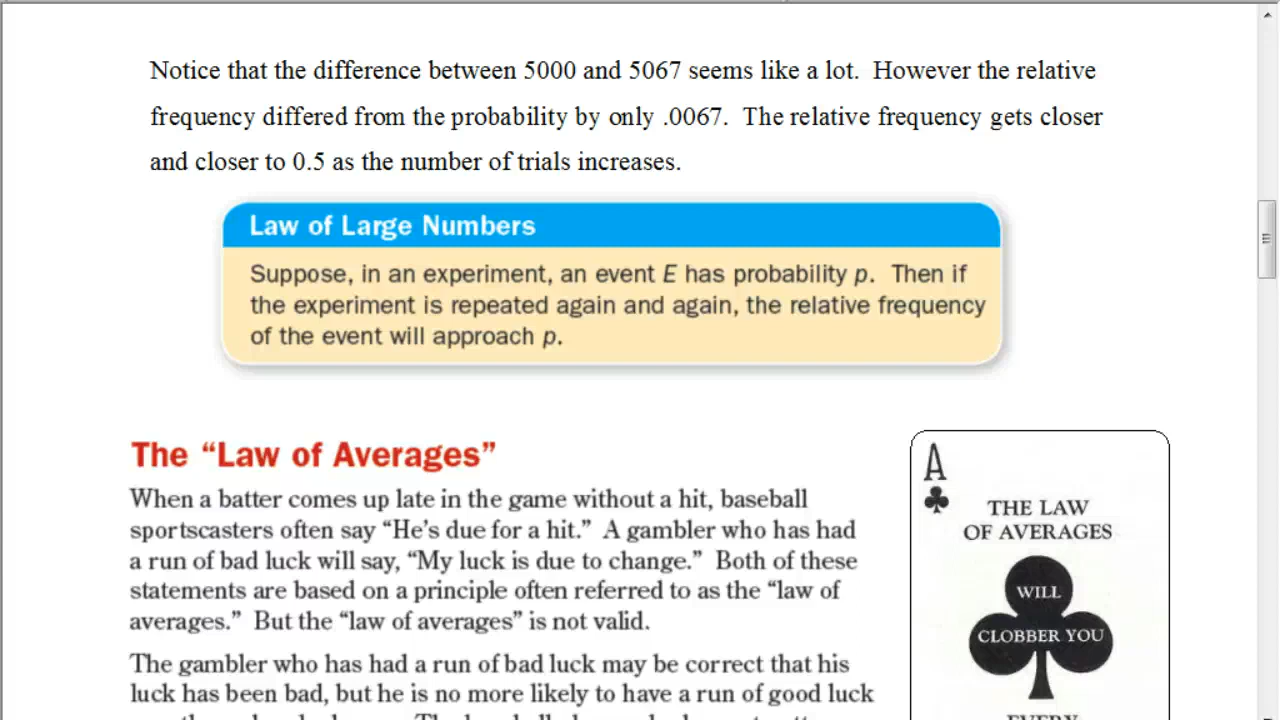 Notice that the difference between 5000 and 5067 seems like a lot.  However the relative
frequency differed from the probability by only .0067.  The relative frequency gets closer
and closer to 0.5 as the number of trials increases.
Law of Large Numbers
Suppose, in an experiment, an event E has probability p.  Then if
the experiment is repeated again and again, the relative frequency
of the event will approach p.
The “Law of Averages”
When a batter comes up late in the game without a hit, baseball
sportscasters often say “He’s due for a hit.”  A gambler who has had
a run of bad luck will say, “My luck is due to change.”  Both of these
statements are based on a principle often referred to as the “law of
averages.”  But the “law of averages” is not valid.
The gambler who has had a run of bad luck may be correct that his
luck has been bad, but he is no more likely to have a run of good luck
A
THE LAW
OF AVERAGES
WILL
CLOBBER YOU
EVERY